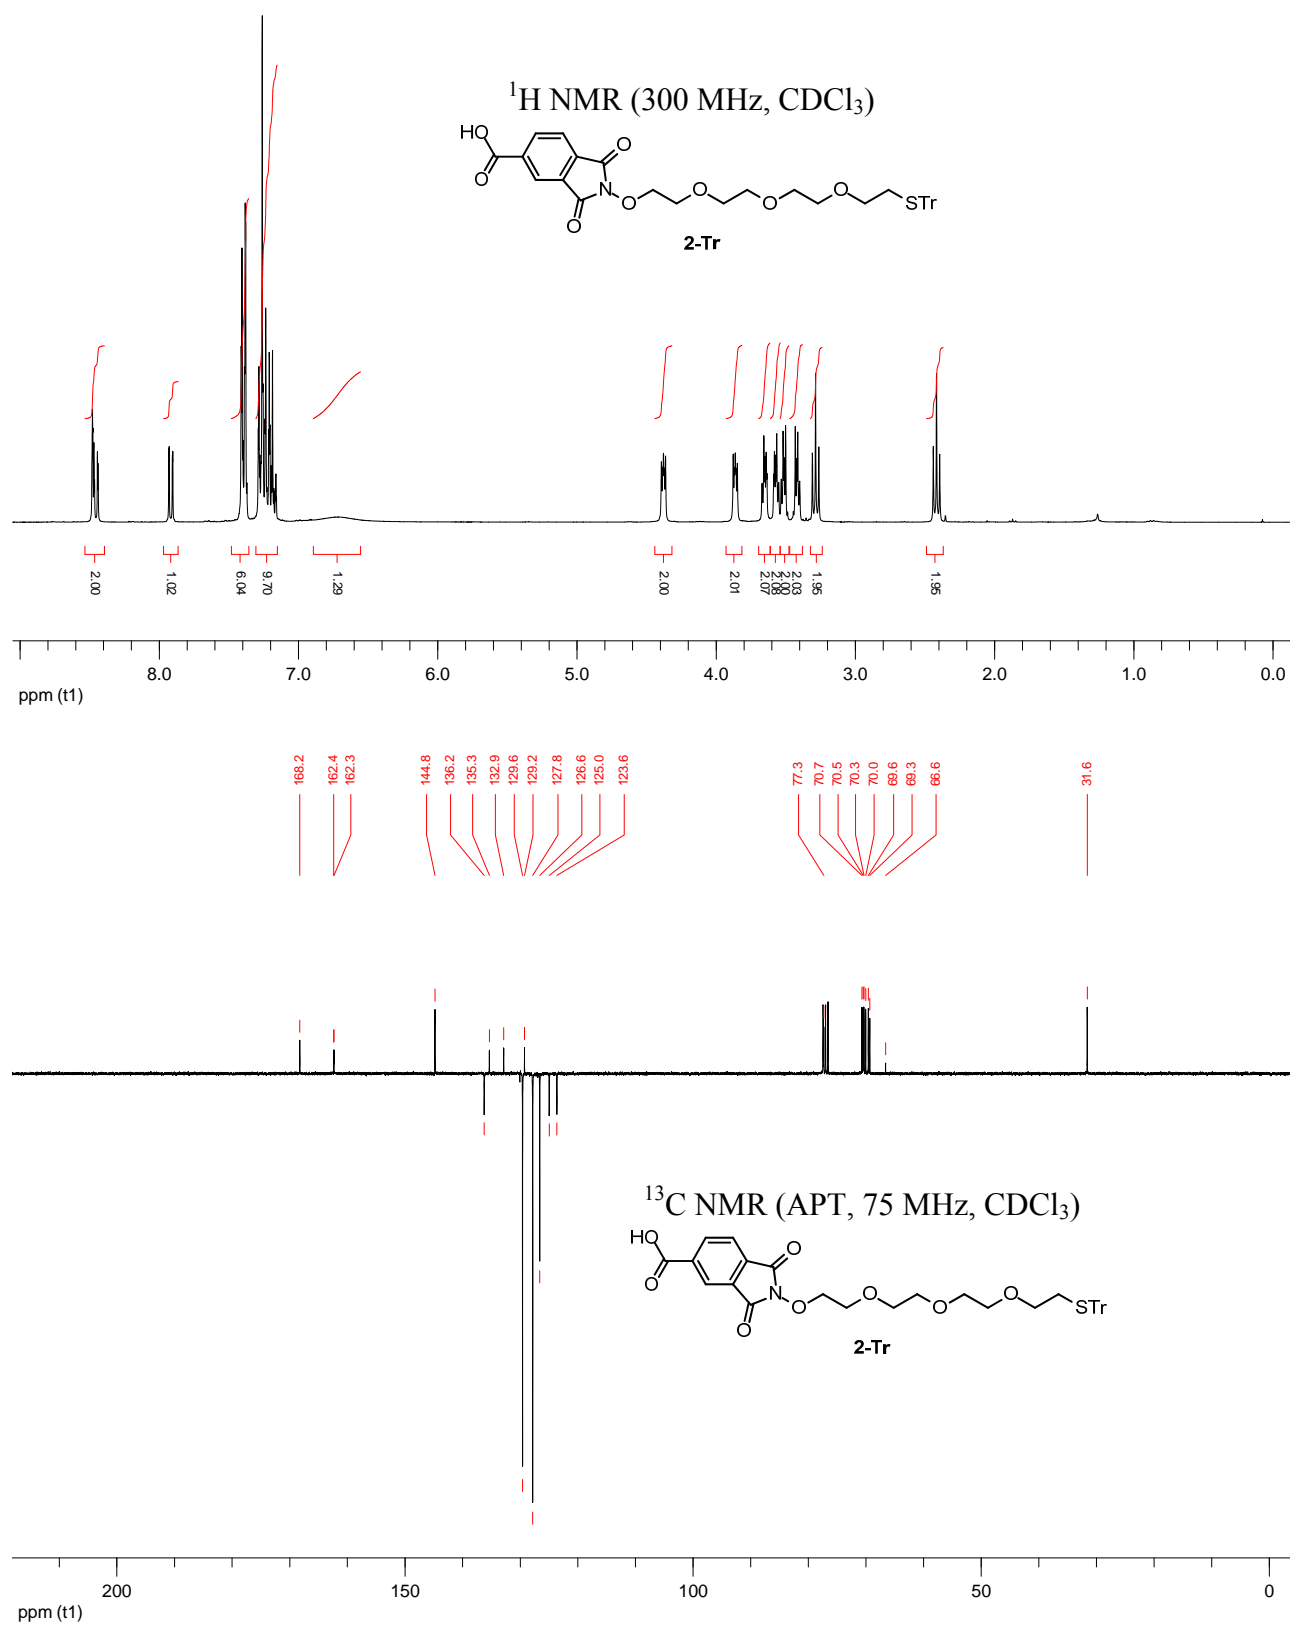 ¹H NMR (300 MHz, CDCl₃)
HO
O
O
N
O
O
O
O
O
STr
2-Tr
2.00 1.02 6.04 9.70 1.29 2.00 2.01 2.07 2.08 2.00 2.03 1.95 1.95
8.0 7.0 6.0 5.0 4.0 3.0 2.0 1.0 0.0
ppm (t1)
168.2 162.4 162.3 144.8 136.2 135.3 132.9 129.6 129.2 127.8 126.6 125.0 123.6 77.3 70.7 70.5 70.3 70.0 69.6 69.3 66.6 31.6
¹³C NMR (APT, 75 MHz, CDCl₃)
HO
O
O
N
O
O
O
O
O
STr
2-Tr
200 150 100 50 0
ppm (t1)